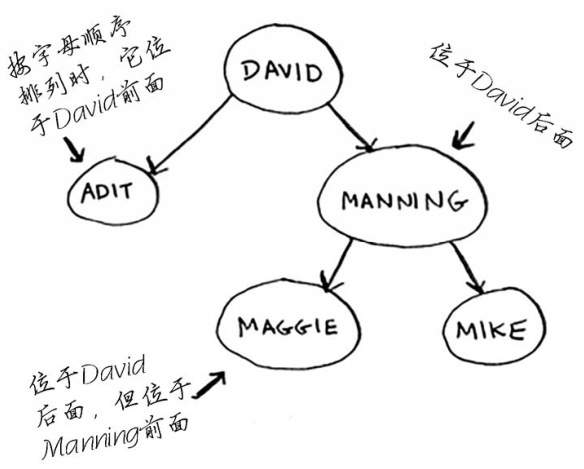 按字母顺序
排列时，它位
于David前面
DAVID
位于David后面
ADIT
MANNING
MAGGIE
MIKE
位于David
后面，但位于
Manning前面